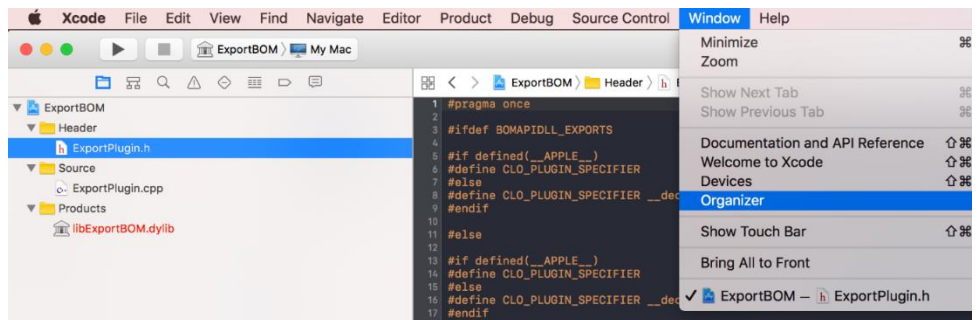 Xcode File Edit View Find Navigate Editor Product Debug Source Control Window Help
ExportBOM My Mac
ExportBOM
Header
ExportPlugin.h
Source
ExportPlugin.cpp
Products
libExportBOM.dylib
ExportBOM Header
1 #pragma once
2
3 #ifdef BOMAPIDLL_EXPORTS
4
5 #if defined(__APPLE__)
6 #define CLO_PLUGIN_SPECIFIER
7 #else
8 #define CLO_PLUGIN_SPECIFIER __dec
9 #endif
10
11 #else
12
13 #if defined(__APPLE__)
14 #define CLO_PLUGIN_SPECIFIER
15 #else
16 #define CLO_PLUGIN_SPECIFIER __dec
17 #endif
Minimize ⌘
Zoom
Show Next Tab ⌘
Show Previous Tab ⌘
Documentation and API Reference ⇧⌘
Welcome to Xcode ⇧⌘
Devices ⇧⌘
Organizer
Show Touch Bar ⇧⌘
Bring All to Front
✓ ExportBOM — h ExportPlugin.h